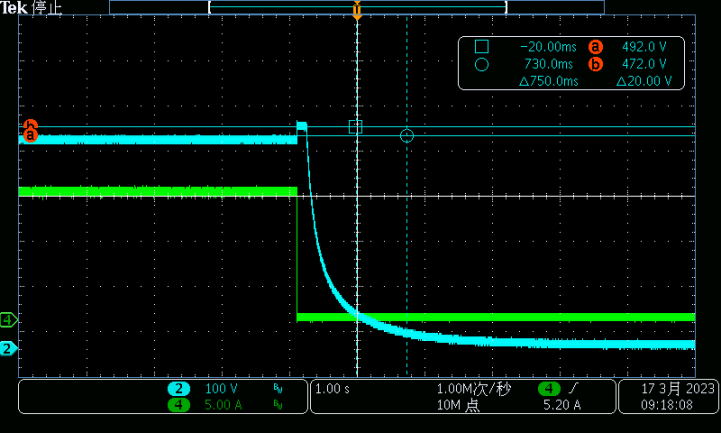 Tek 停止
U
-20.00ms a 492.0 V
730.0ms b 472.0 V
△750.0ms △20.00 V
b
a
4
2
2 100 V BW
4 5.00 A BW
1.00 s
1.00M次/秒
10M 点
4 5.20 A
17 3月 2023
09:18:08